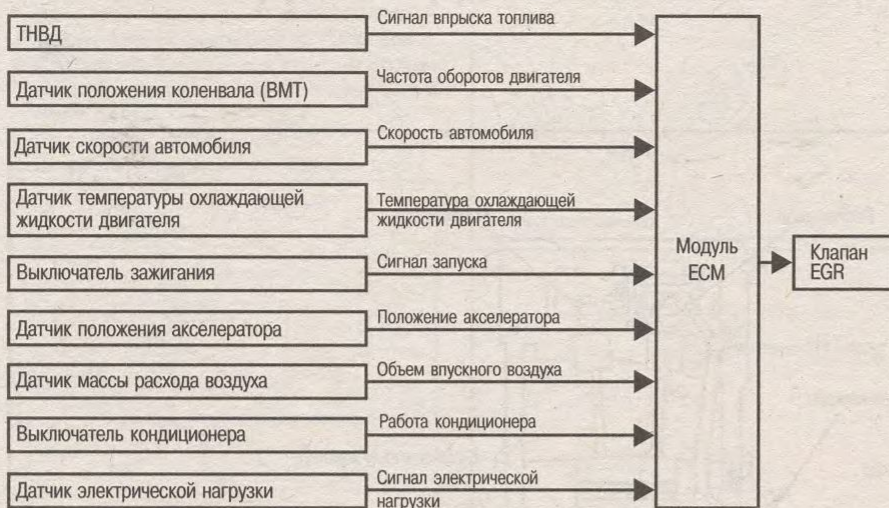 ТНВД
Сигнал впрыска топлива
Датчик положения коленвала (ВМТ)
Частота оборотов двигателя
Датчик скорости автомобиля
Скорость автомобиля
Датчик температуры охлаждающей
жидкости двигателя
Температура охлаждающей
жидкости двигателя
Выключатель зажигания
Сигнал запуска
Датчик положения акселератора
Положение акселератора
Датчик массы расхода воздуха
Объем впускного воздуха
Выключатель кондиционера
Работа кондиционера
Датчик электрической нагрузки
Сигнал электрической
нагрузки
Модуль
ECM
Клапан
EGR